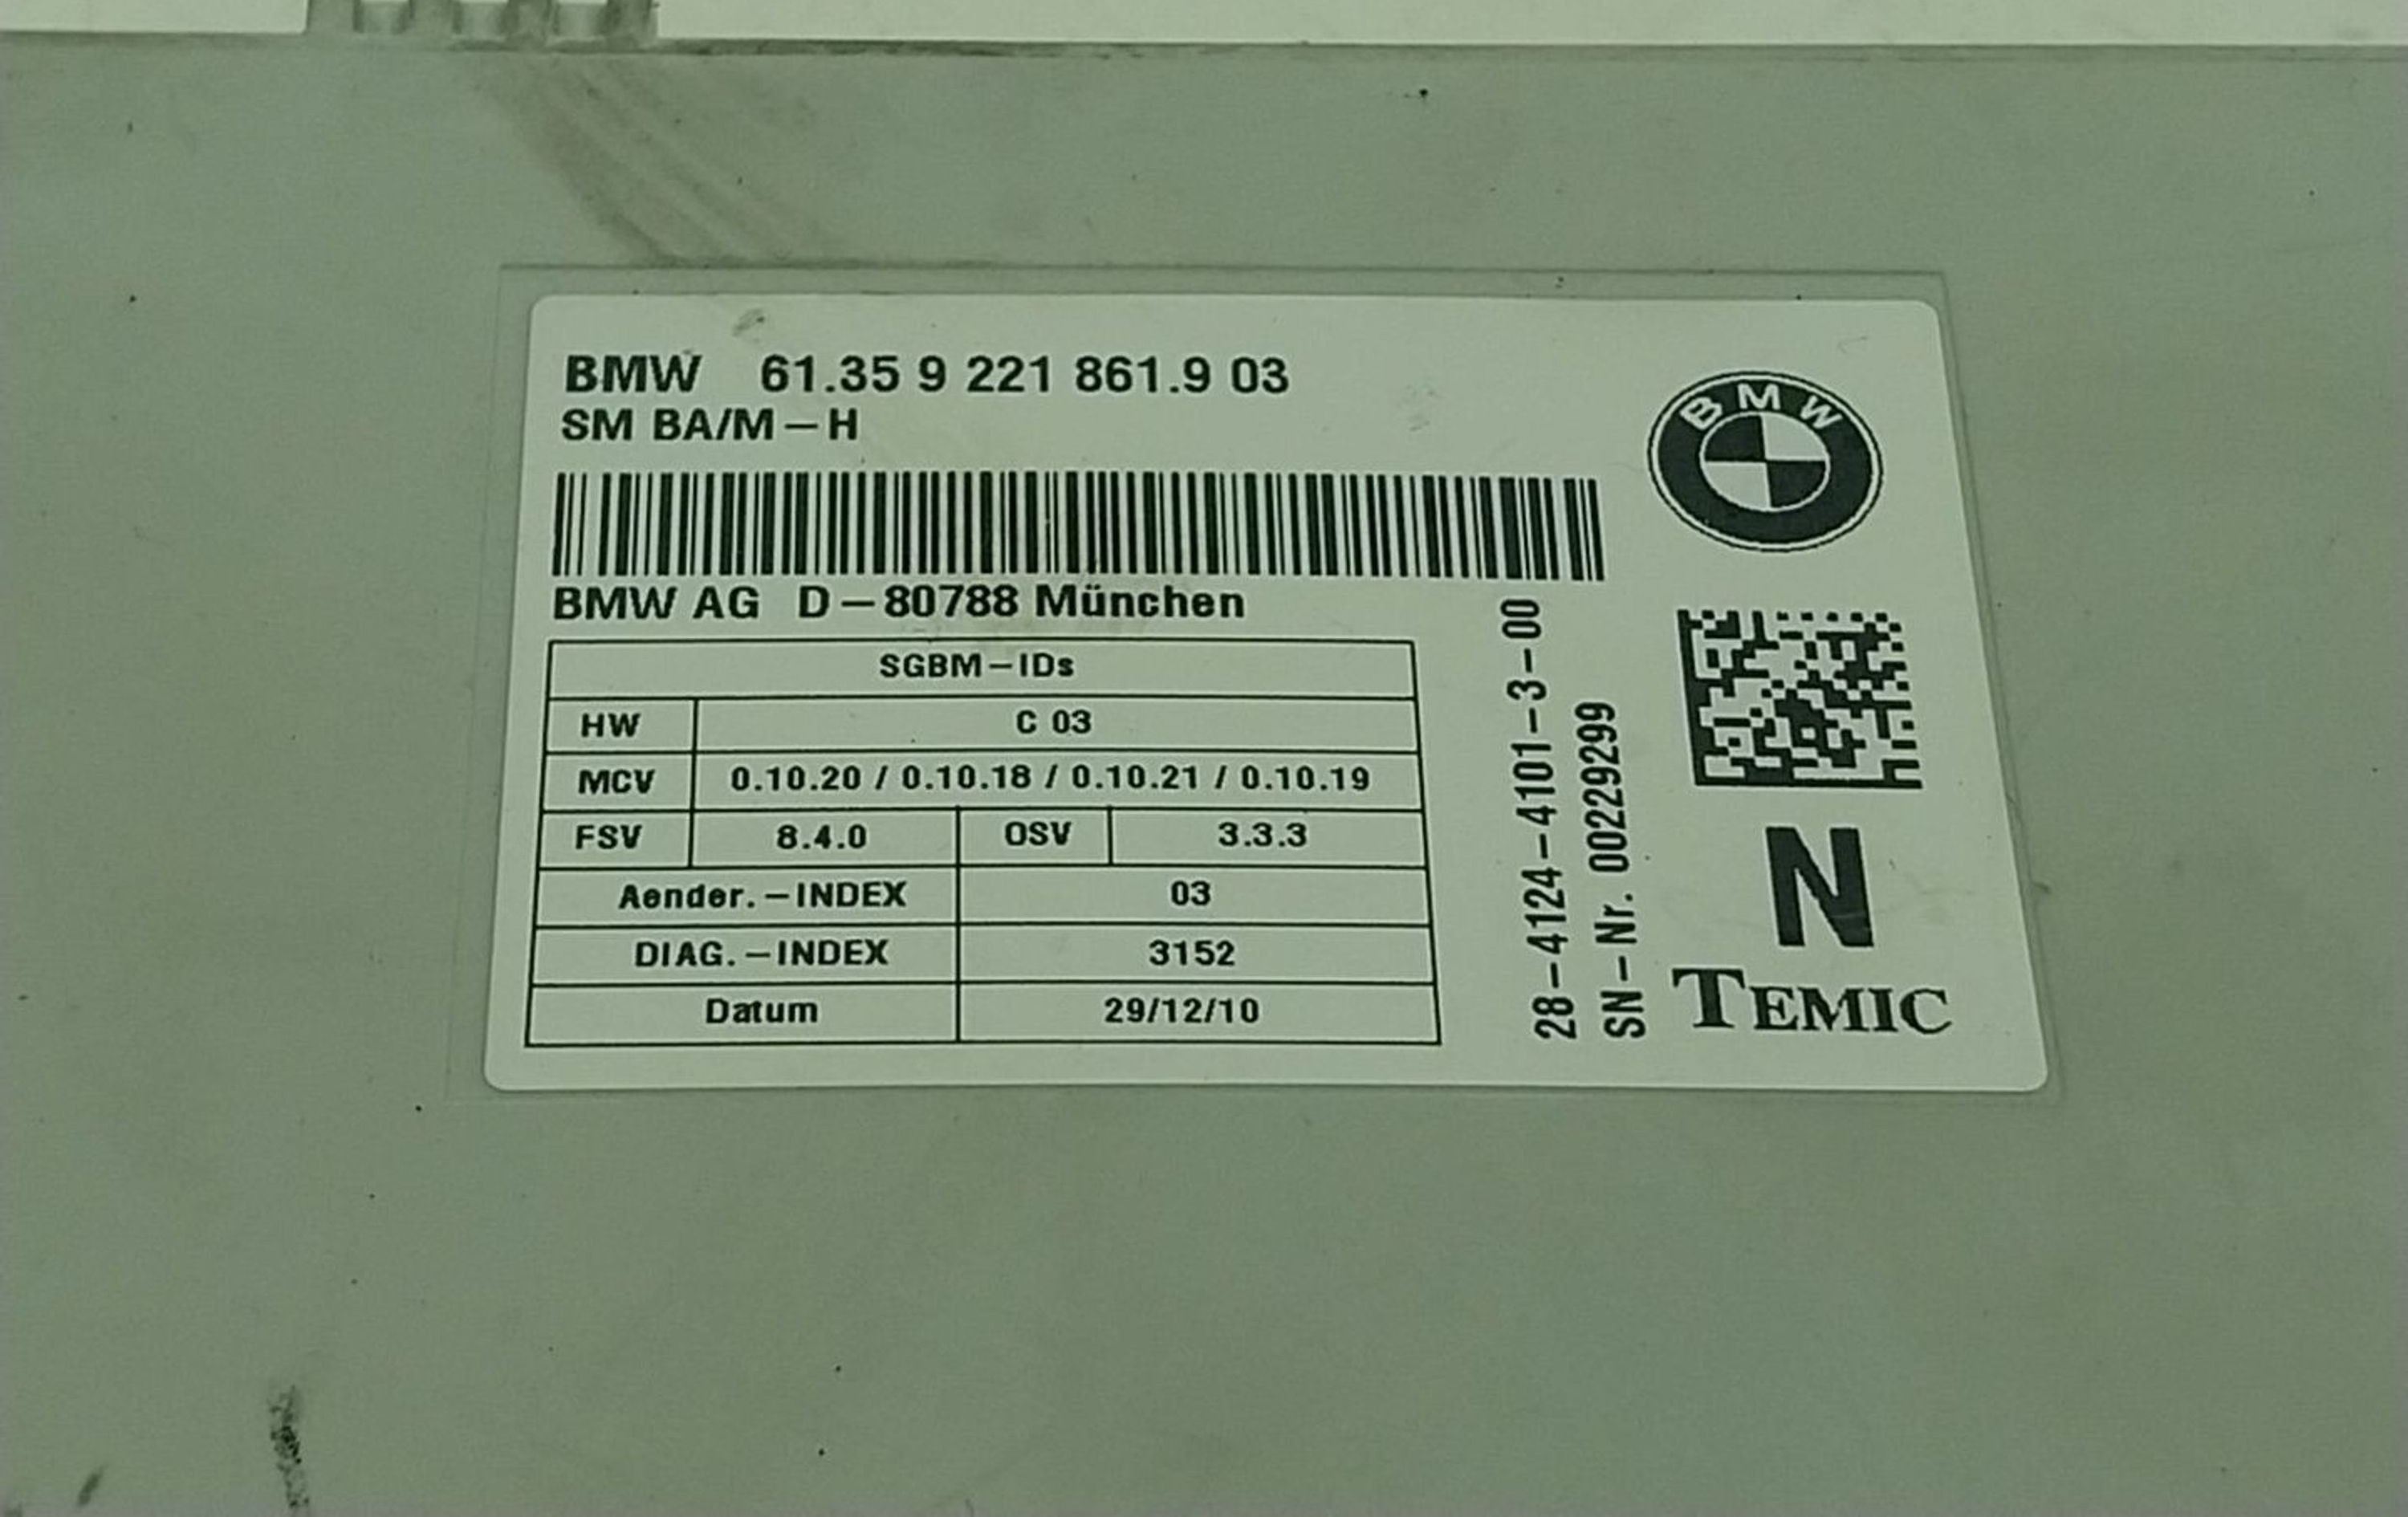 BMW 61.35 9 221 861.9 03
SM BA/M-H
BMW
BMW AG D-80788 München
SGBM-IDs
HW C 03
MCV 0.10.20 / 0.10.18 / 0.10.21 / 0.10.19
FSV 8.4.0 OSV 3.3.3
Aender.-INDEX 03
DIAG.-INDEX 3152
Datum 29/12/10
28-4124-4101-3-00
SN-Nr. 00229299
N
TEMIC